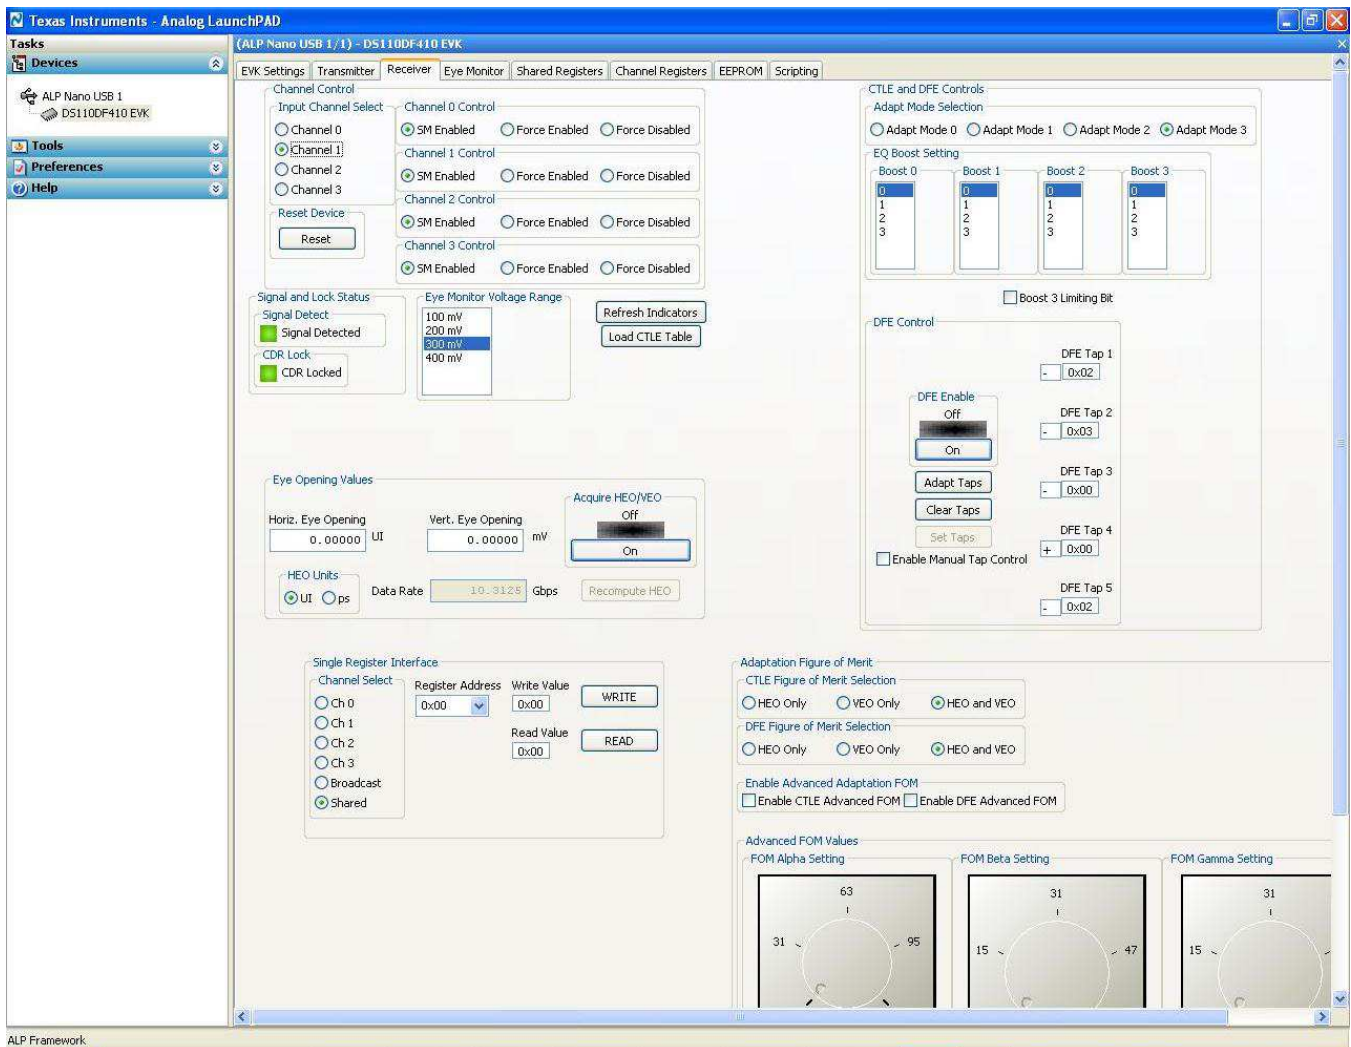 Texas Instruments - Analog LaunchPAD
Tasks
Devices
ALP Nano USB 1
DS110DF410 EVK
Tools
Preferences
Help
(ALP Nano USB 1/1) - DS110DF410 EVK
EVK Settings Transmitter Receiver Eye Monitor Shared Registers Channel Registers EEPROM Scripting
Channel Control
Input Channel Select
Channel 0
Channel 1
Channel 2
Channel 3
Reset Device
Reset
Channel 0 Control
SM Enabled Force Enabled Force Disabled
Channel 1 Control
SM Enabled Force Enabled Force Disabled
Channel 2 Control
SM Enabled Force Enabled Force Disabled
Channel 3 Control
SM Enabled Force Enabled Force Disabled
Signal and Lock Status
Signal Detect
Signal Detected
CDR Lock
CDR Locked
Eye Monitor Voltage Range
100 mV
200 mV
300 mV
400 mV
Refresh Indicators
Load CTLE Table
CTLE and DFE Controls
Adapt Mode Selection
Adapt Mode 0 Adapt Mode 1 Adapt Mode 2 Adapt Mode 3
EQ Boost Setting
Boost 0 Boost 1 Boost 2 Boost 3
0 0 0 0
1 1 1 1
2 2 2 2
3 3 3 3
Boost 3 Limiting Bit
DFE Control
DFE Enable
Off
On
Adapt Taps
Clear Taps
Set Taps
Enable Manual Tap Control
DFE Tap 1
- 0x02
DFE Tap 2
- 0x03
DFE Tap 3
- 0x00
DFE Tap 4
+ 0x00
DFE Tap 5
- 0x02
Eye Opening Values
Horiz. Eye Opening
0.00000 UI
Vert. Eye Opening
0.00000 mV
Acquire HEO/VEO
Off
On
HEO Units
UI ps
Data Rate 10.3125 Gbps
Recompute HEO
Single Register Interface
Channel Select
Ch 0
Ch 1
Ch 2
Ch 3
Broadcast
Shared
Register Address
0x00
Write Value
0x00
WRITE
Read Value
0x00
READ
Adaptation Figure of Merit
CTLE Figure of Merit Selection
HEO Only VEO Only HEO and VEO
DFE Figure of Merit Selection
HEO Only VEO Only HEO and VEO
Enable Advanced Adaptation FOM
Enable CTLE Advanced FOM Enable DFE Advanced FOM
Advanced FOM Values
FOM Alpha Setting
63
31 95
FOM Beta Setting
31
15 47
FOM Gamma Setting
31
15
ALP Framework